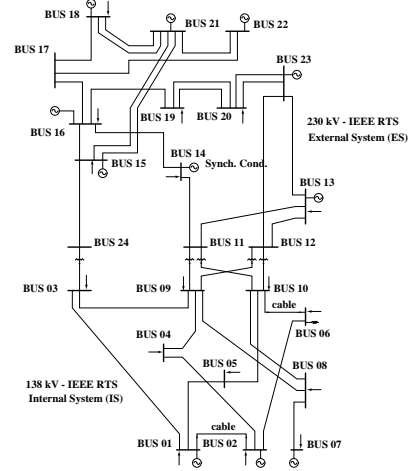 BUS 18
BUS 21
BUS 22
BUS 17
BUS 23
BUS 16
BUS 19
BUS 20
230 kV - IEEE RTS
External System (ES)
BUS 15
BUS 14
Synch. Cond.
BUS 13
BUS 24
BUS 11
BUS 12
BUS 03
BUS 09
BUS 10
cable
BUS 06
BUS 04
BUS 05
BUS 08
138 kV - IEEE RTS
Internal System (IS)
cable
BUS 01
BUS 02
BUS 07